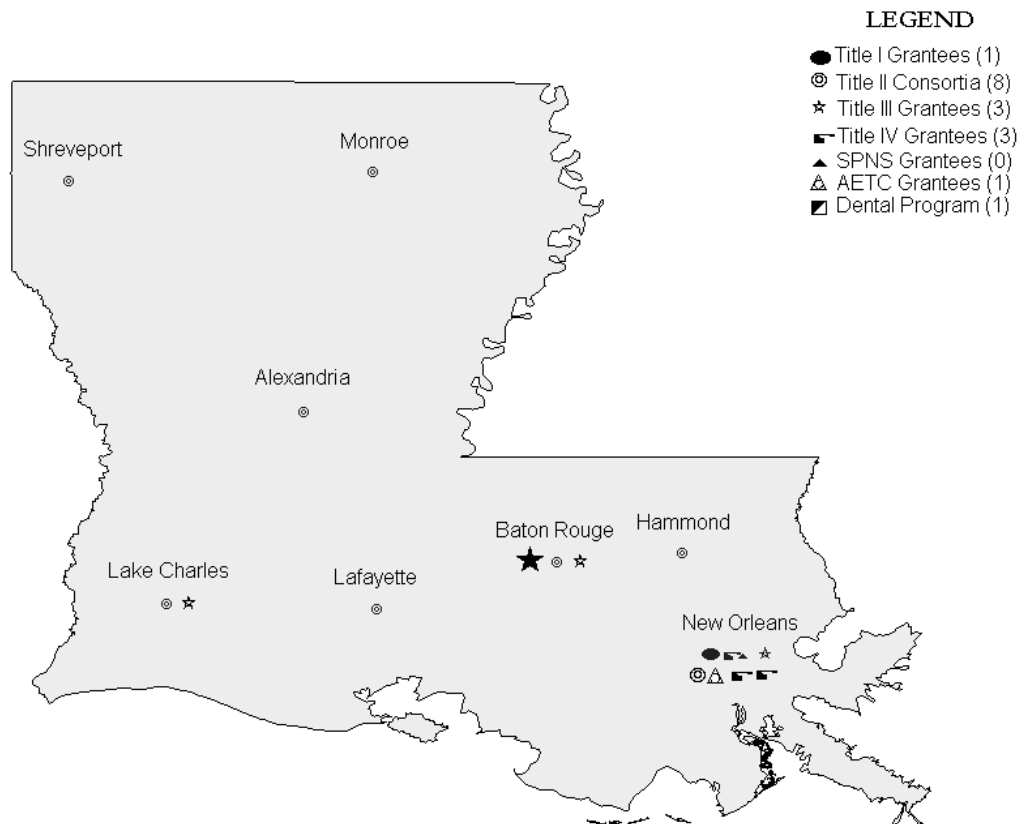 LEGEND
Title I Grantees (1)
Title II Consortia (8)
Title III Grantees (3)
Title IV Grantees (3)
SPNS Grantees (0)
AETC Grantees (1)
Dental Program (1)
Shreveport
Monroe
Alexandria
Baton Rouge
Hammond
Lake Charles
Lafayette
New Orleans